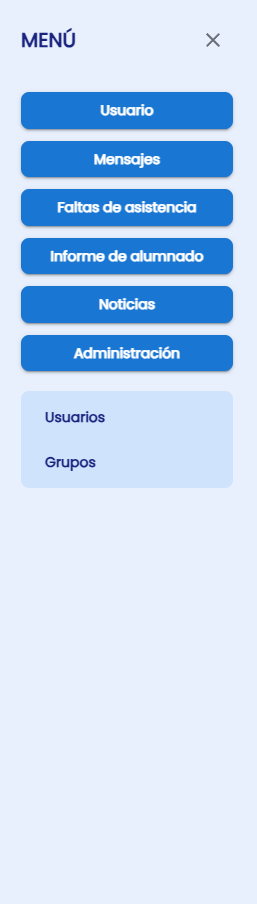 MENÚ
Usuario
Mensajes
Faltas de asistencia
Informe de alumnado
Noticias
Administración
Usuarios
Grupos